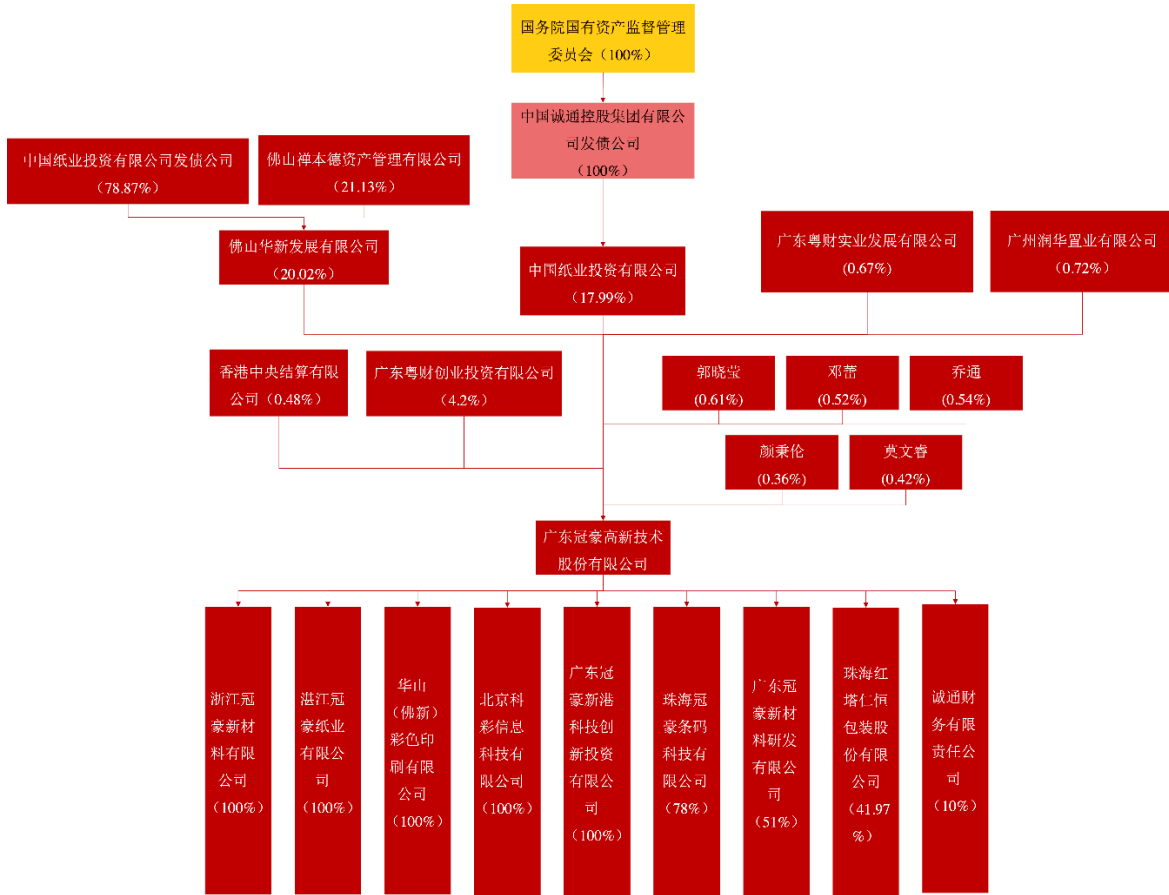 国务院国有资产监督管理
委员会（100%）
中国诚通控股集团有限公
司发债公司
（100%）
中国纸业投资有限公司发债公司
（78.87%）
佛山禅本德资产管理有限公司
（21.13%）
佛山华新发展有限公司
（20.02%）
中国纸业投资有限公司
（17.99%）
广东粤财实业发展有限公司
(0.67%)
广州润华置业有限公司
（0.72%）
香港中央结算有限
公司（0.48%）
广东粤财创业投资有限公司
（4.2%）
郭晓莹
(0.61%)
邓蕾
(0.52%)
乔通
(0.54%)
颜秉伦
(0.36%)
莫文睿
(0.42%)
广东冠豪高新技术
股份有限公司
浙江冠
豪新材
料有限
公司
（100%）
湛江冠
豪纸业
有限公
司
（100%）
华山
（佛新）
彩色印
刷有限
公司
（100%）
北京科
彩信息
科技有
限公司
（100%）
广东冠
豪新港
科技创
新投资
有限公
司
（100%）
珠海冠
豪条码
科技有
限公司
（78%）
广东冠
豪新材
料研发
有限公
司
（51%）
珠海红
塔仁恒
包装股
份有限
公司
（41.97
%）
诚通财
务有限
责任公
司
（10%）